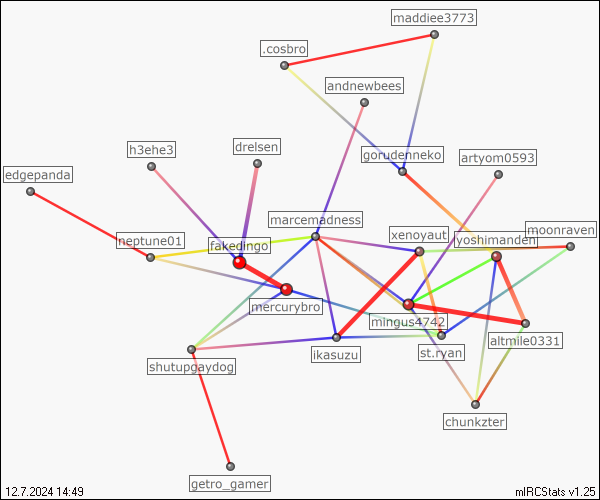 maddiee3773
.cosbro
andnewbees
h3ehe3
drelsen
gorudenneko
artyom0593
edgepanda
marcemadness
moonraven
neptune01
fakedingo
xenoyaut
yoshimanden
mercurybro
mingus4742
ikasuzu
st.ryan
altmile0331
shutupgaydog
chunkzter
getro_gamer
12.7.2024 14:49
mIRCStats v1.25